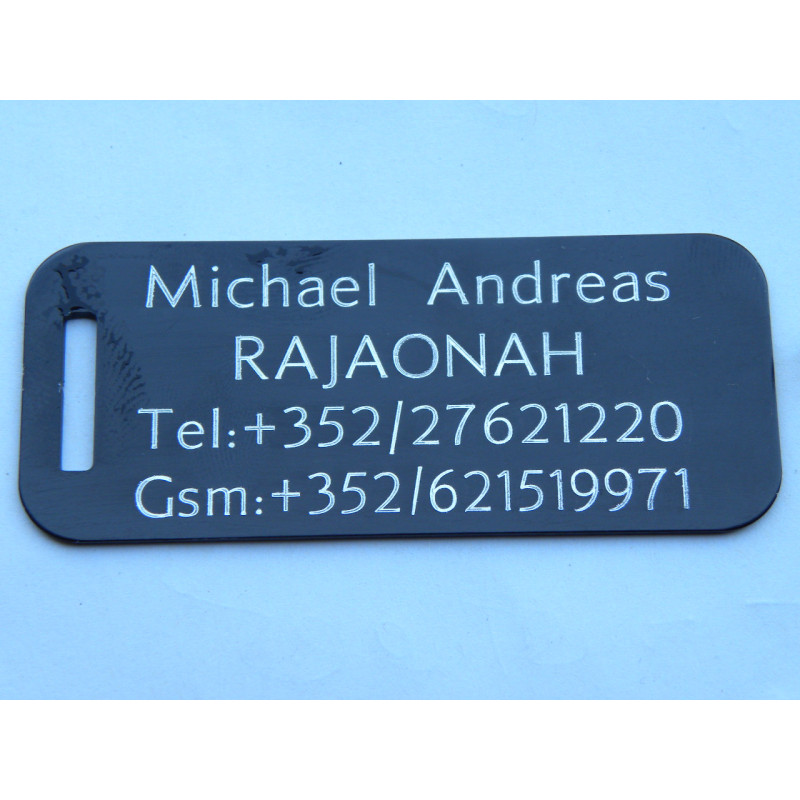 Michael Andreas
RAJAONAH
Tel:+352/27621220
Gsm:+352/621519971